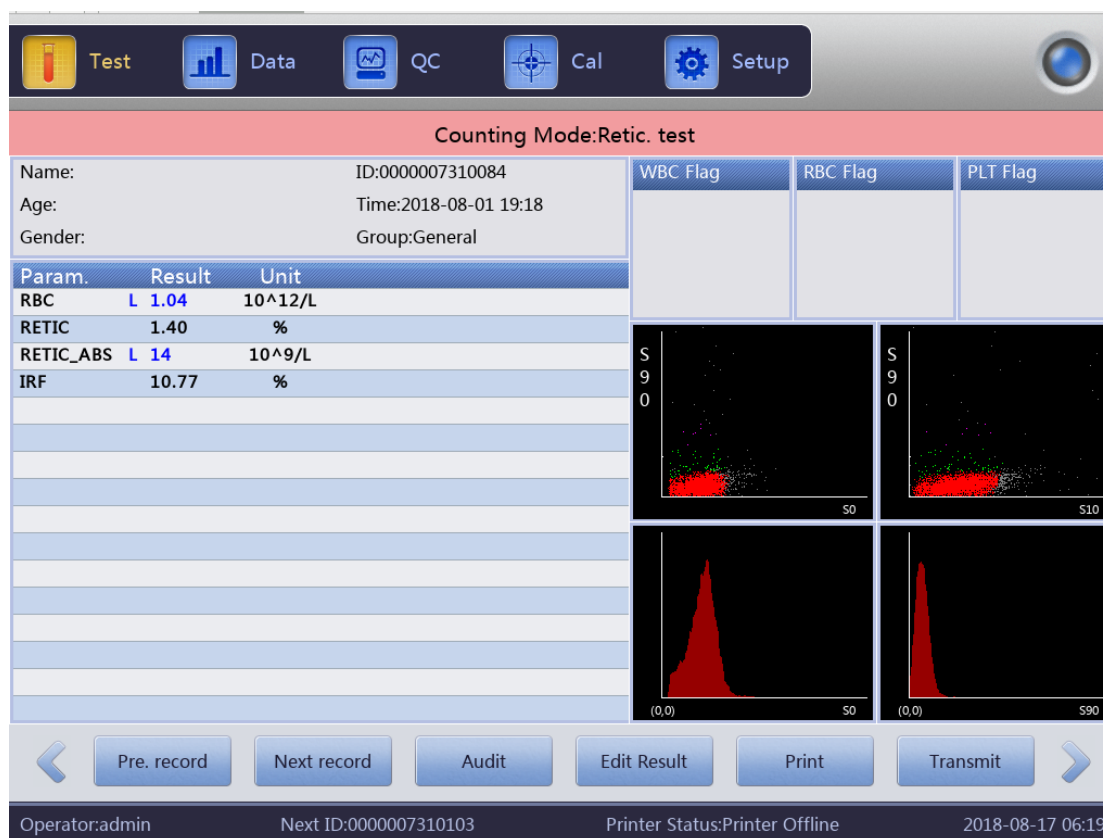 Test Data QC Cal Setup
Counting Mode:Retic. test
Name: ID:0000007310084
Age: Time:2018-08-01 19:18
Gender: Group:General
WBC Flag RBC Flag PLT Flag
Param. Result Unit
RBC L 1.04 10^12/L
RETIC 1.40 %
RETIC_ABS L 14 10^9/L
IRF 10.77 %
S90
S0
S90
S10
(0,0) S0
(0,0) S90
Pre. record Next record Audit Edit Result Print Transmit
Operator:admin Next ID:0000007310103 Printer Status:Printer Offline 2018-08-17 06:19